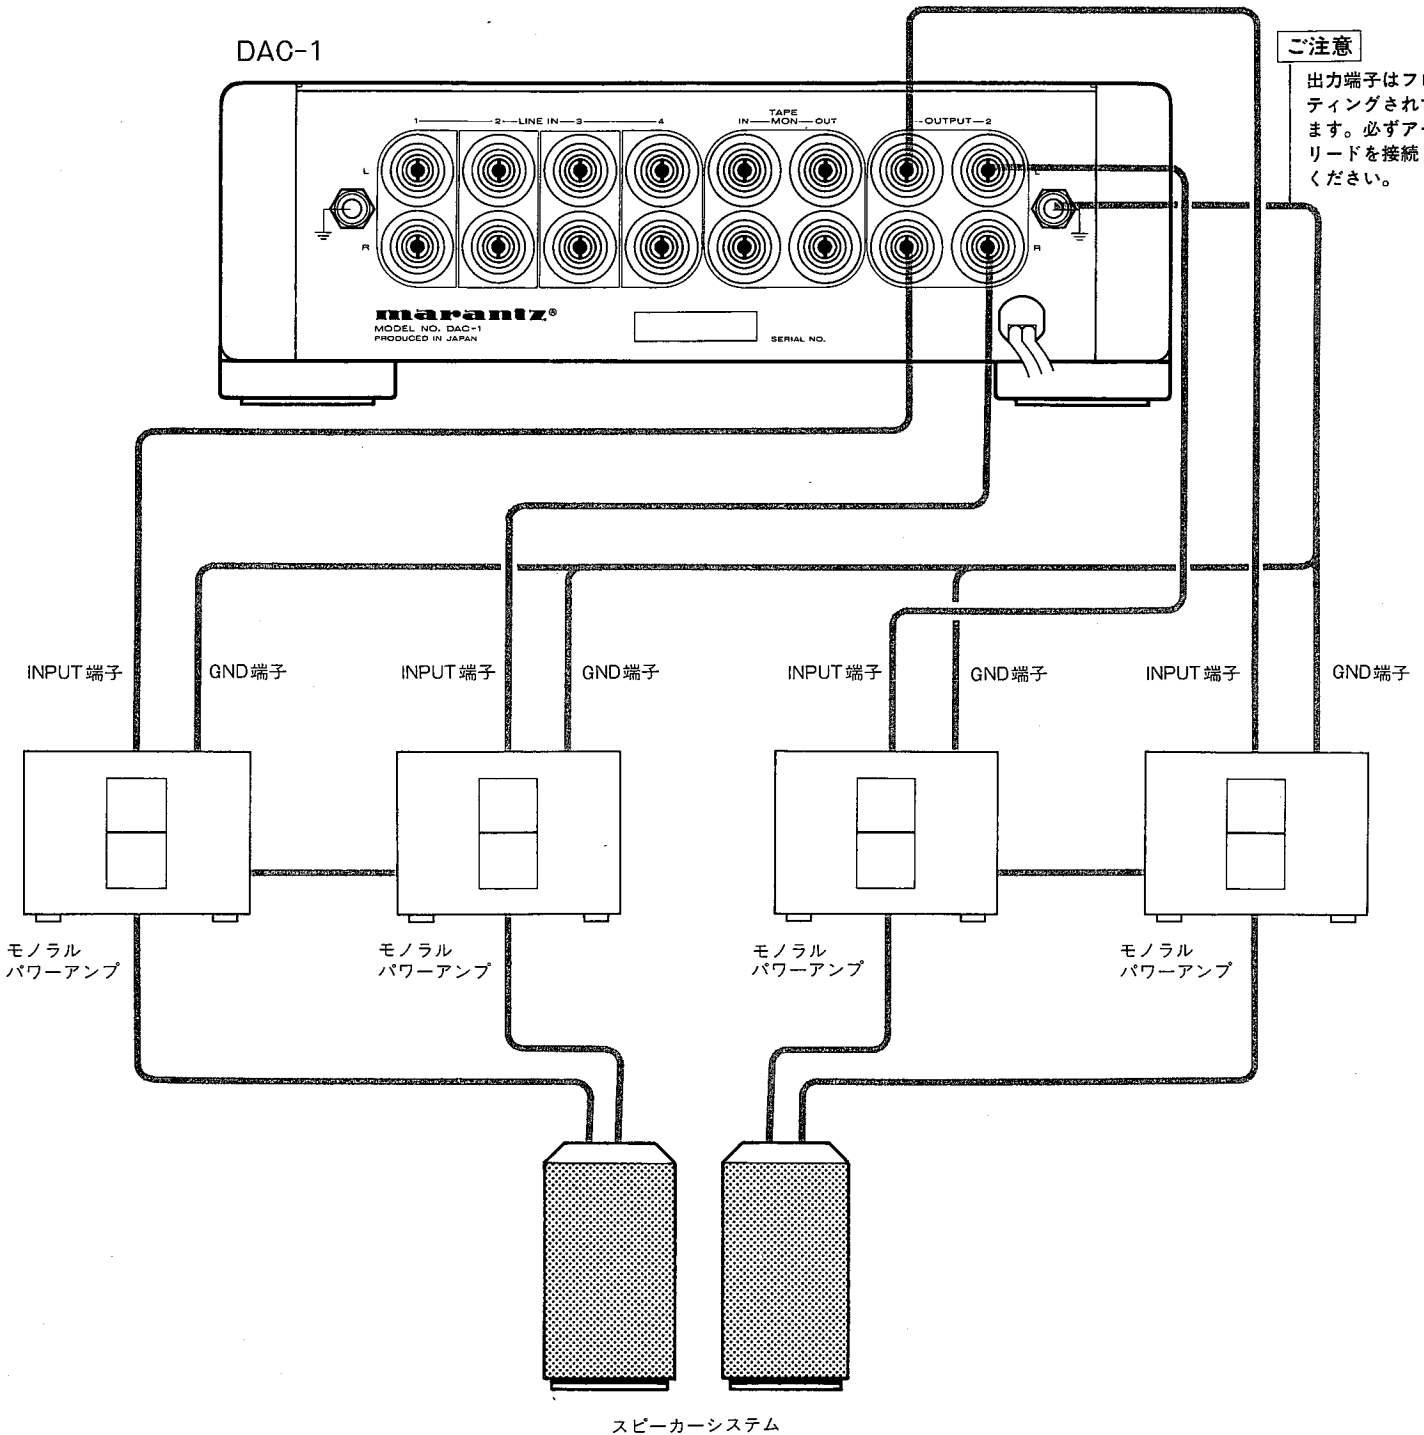 DAC-1
ご注意
出力端子はフロ
ティングされて
ます。必ずアー
リードを接続
ください。
1 2 LINE IN 3 4
TAPE
IN MON OUT
OUTPUT 2
L
L
R
R
marantz®
MODEL NO. DAC-1
PRODUCED IN JAPAN
SERIAL NO.
INPUT端子
GND端子
INPUT端子
GND端子
INPUT端子
GND端子
INPUT端子
GND端子
モノラル
パワーアンプ
モノラル
パワーアンプ
モノラル
パワーアンプ
モノラル
パワーアンプ
スピーカーシステム